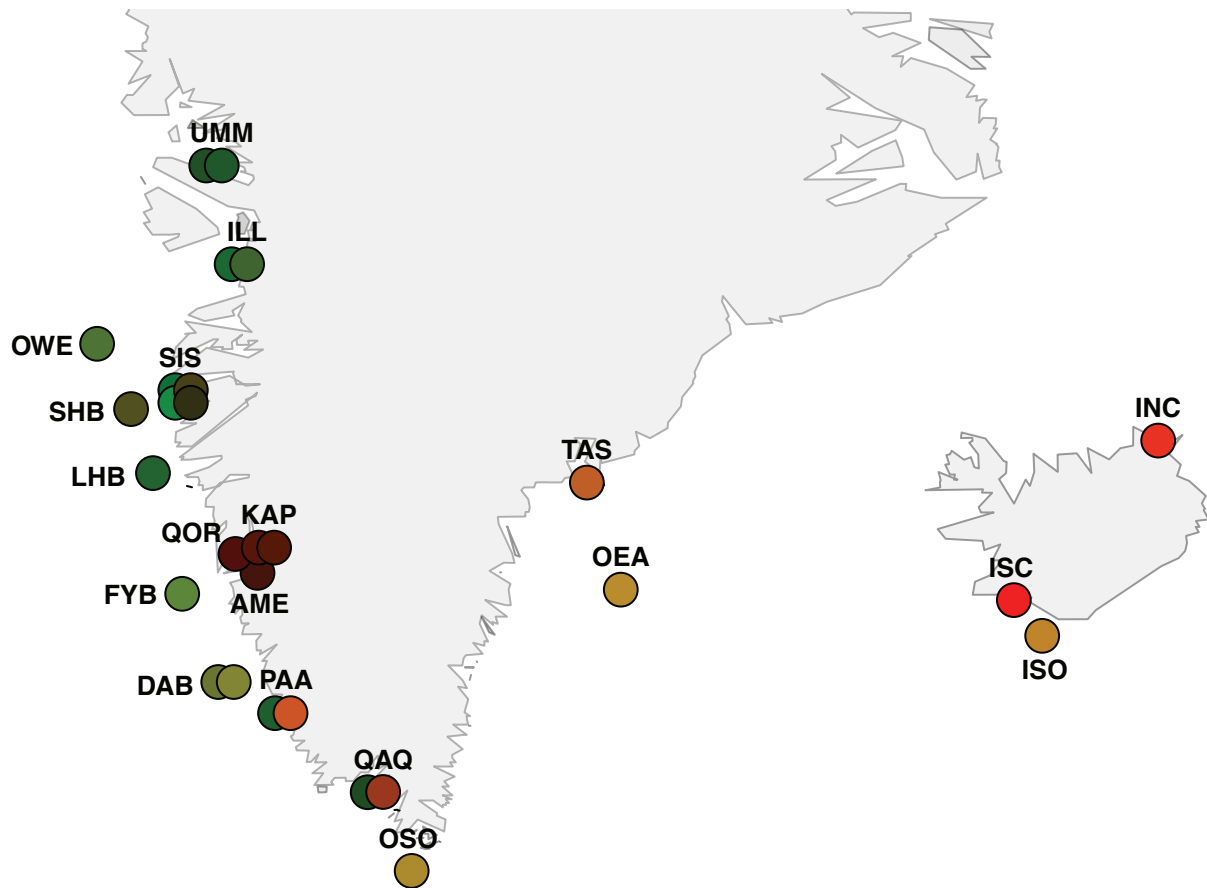 UMM
ILL
OWE
SIS
SHB
INC
TAS
LHB
KAP
QOR
OEA
ISC
FYB
AME
ISO
DAB
PAA
QAQ
OSO